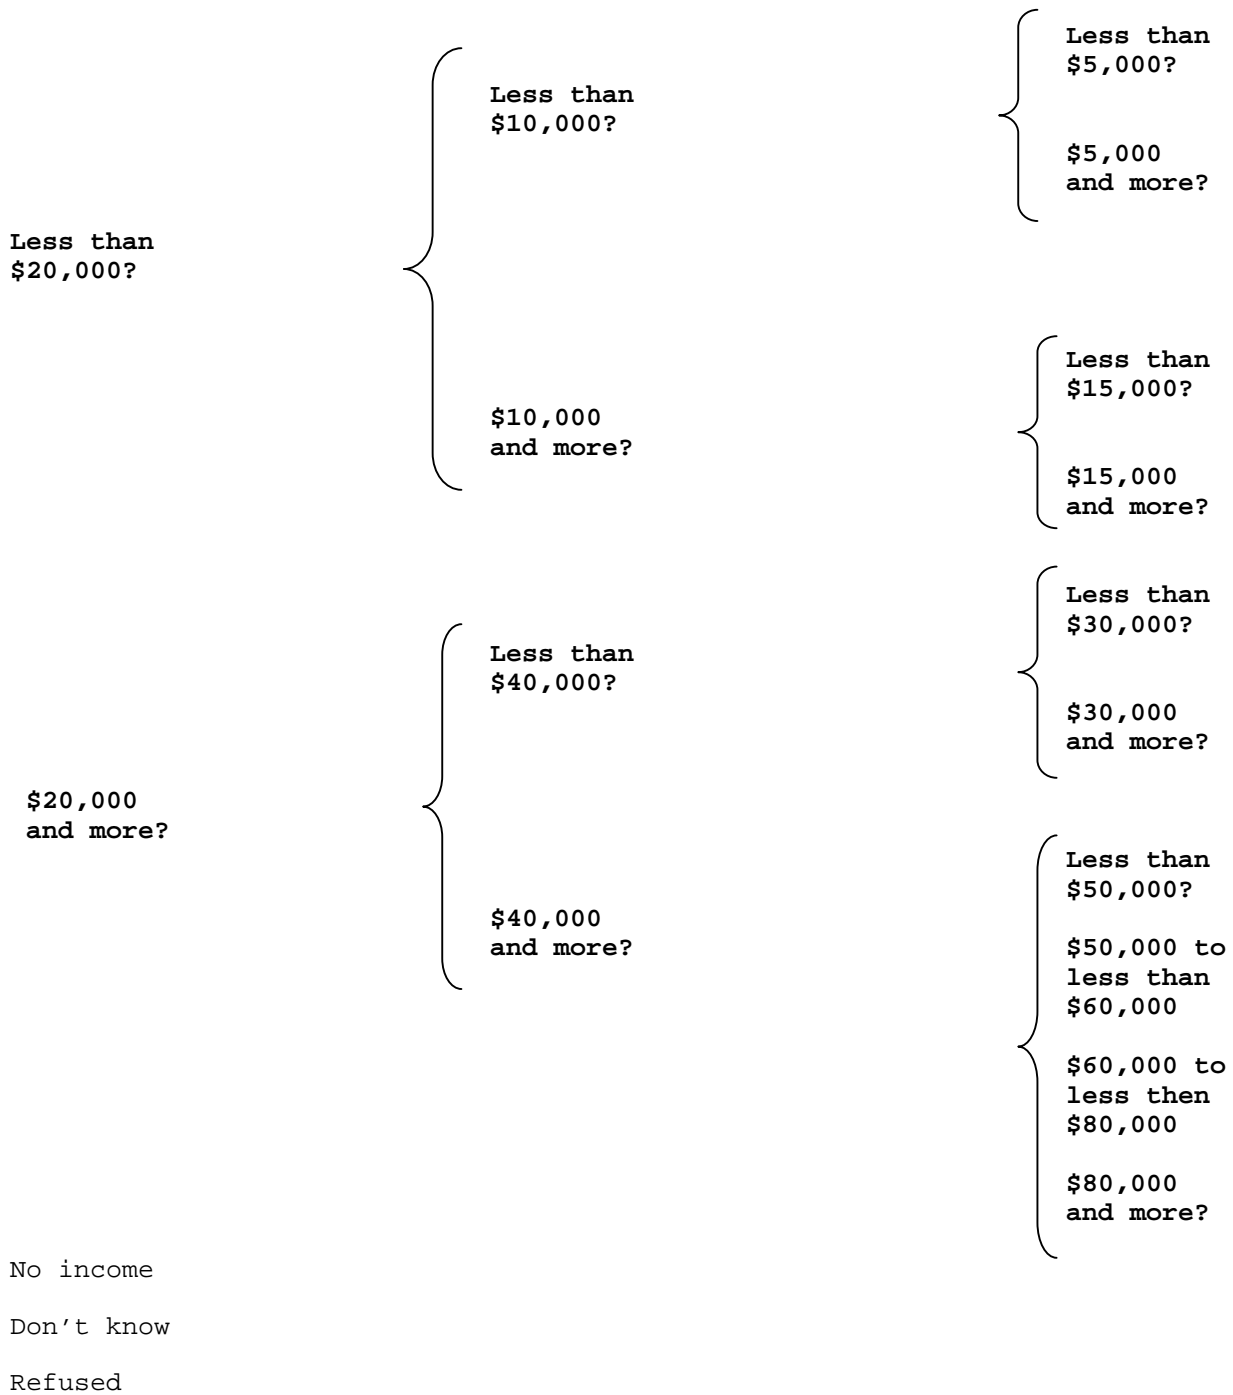 Less than
$20,000?
Less than
$10,000?
Less than
$5,000?
$5,000
and more?
$10,000
and more?
Less than
$15,000?
$15,000
and more?
$20,000
and more?
Less than
$40,000?
Less than
$30,000?
$30,000
and more?
$40,000
and more?
Less than
$50,000?
$50,000 to
less than
$60,000
$60,000 to
less then
$80,000
$80,000
and more?
No income
Don’t know
Refused